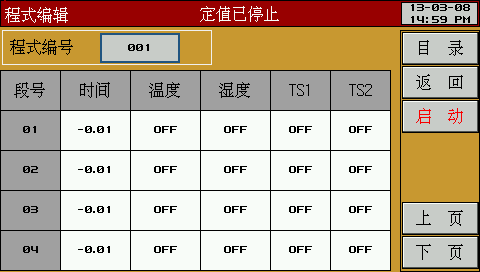 程式编辑 定值已停止 13-03-08
14:59 PM
程式编号 001
目 录
返 回
启 动
段号 时间 温度 湿度 TS1 TS2
01 -0.01 OFF OFF OFF OFF
02 -0.01 OFF OFF OFF OFF
03 -0.01 OFF OFF OFF OFF
04 -0.01 OFF OFF OFF OFF
上 页
下 页